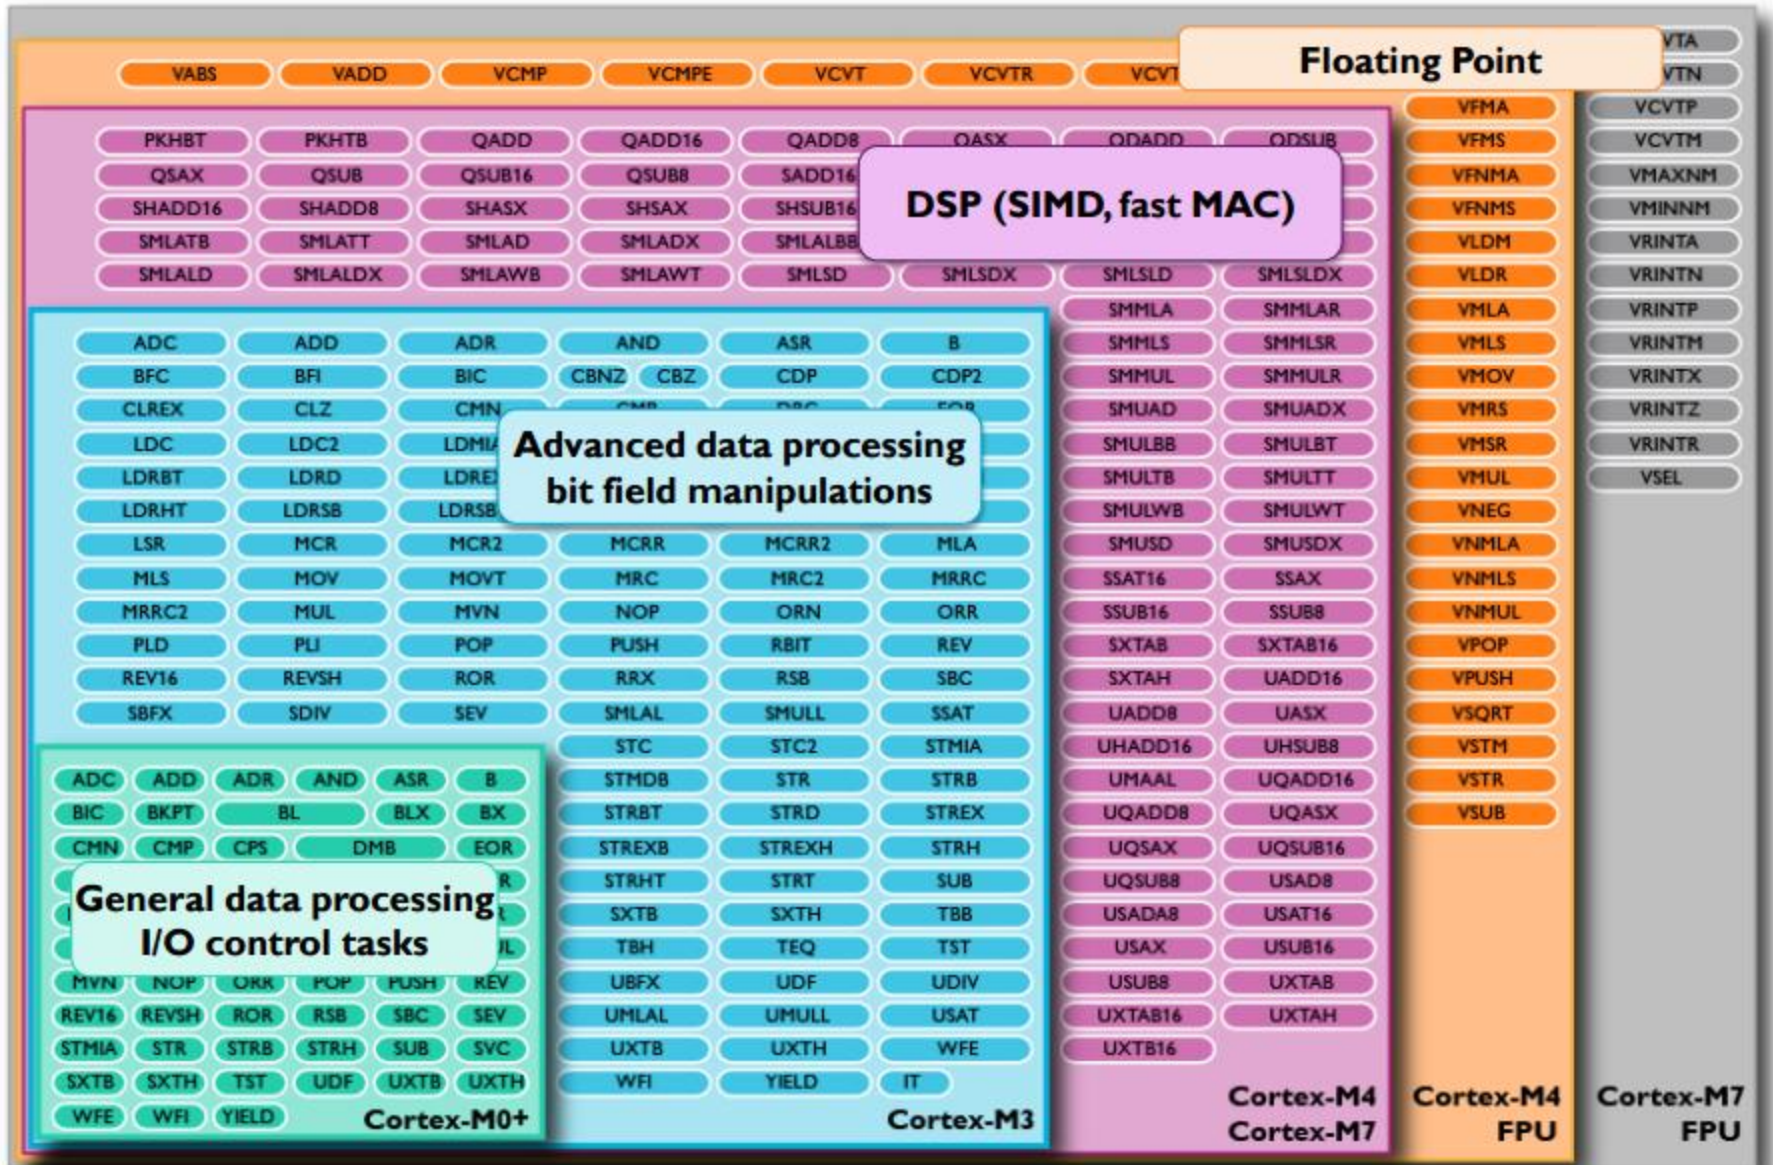 VTA
VABS VADD VCMP VCMPE VCVT VCVTR VCVT Floating Point VTN
VFMA VCVTP
PKHBT PKHTB QADD QADD16 QADD8 QASX QDADD QDSUB VFMS VCVTM
QSAX QSUB QSUB16 QSUB8 SADD16 VFNMA VMAXNM
SHADD16 SHADD8 SHASX SHSAX SHSUB16 DSP (SIMD, fast MAC) VFNMS VMINNM
SMLATB SMLATT SMLAD SMLADX SMLALBB VLDM VRINTA
SMLALD SMLALDX SMLAWB SMLAWT SMLSD SMLSDX SMLSLD SMLSLDX VLDR VRINTN
SMMLA SMMLAR VMLA VRINTP
ADC ADD ADR AND ASR B SMMLS SMMLSR VMLS VRINTM
BFC BFI BIC CBNZ CBZ CDP CDP2 SMMUL SMMULR VMOV VRINTX
CLREX CLZ CMN CMP DBG EOR SMUAD SMUADX VMRS VRINTZ
LDC LDC2 LDMIA Advanced data processing SMULBB SMULBT VMSR VRINTR
LDRBT LDRD LDREX bit field manipulations SMULTB SMULTT VMUL VSEL
LDRHT LDRSB LDRSB SMULWB SMULWT VNEG
LSR MCR MCR2 MCRR MCRR2 MLA SMUSD SMUSDX VNMLA
MLS MOV MOVT MRC MRC2 MRRC SSAT16 SSAX VNMLS
MRRC2 MUL MVN NOP ORN ORR SSUB16 SSUB8 VNMUL
PLD PLI POP PUSH RBIT REV SXTAB SXTAB16 VPOP
REV16 REVSH ROR RRX RSB SBC SXTAH UADD16 VPUSH
SBFX SDIV SEV SMLAL SMULL SSAT UADD8 UASX VSQRT
STC STC2 STMIA UHADD16 UHSUB8 VSTM
ADC ADD ADR AND ASR B STMDB STR STRB UMAAL UQADD16 VSTR
BIC BKPT BL BLX BX STRBT STRD STREX UQADD8 UQASX VSUB
CMN CMP CPS DMB EOR STREXB STREXH STRH UQSAX UQSUB16
R STRHT STRT SUB UQSUB8 USAD8
General data processing SXTB SXTH TBB USADA8 USAT16
I/O control tasks TBH TEQ TST USAX USUB16
MVN NOP ORR POP PUSH REV UBFX UDF UDIV USUB8 UXTAB
REV16 REVSH ROR RSB SBC SEV UMLAL UMULL USAT UXTAB16 UXTAH
STMIA STR STRB STRH SUB SVC UXTB UXTH WFE UXTB16
SXTB SXTH TST UDF UXTB UXTH WFI YIELD IT
WFE WFI YIELD Cortex-M0+ Cortex-M3 Cortex-M4 Cortex-M4 Cortex-M7
Cortex-M7 FPU FPU